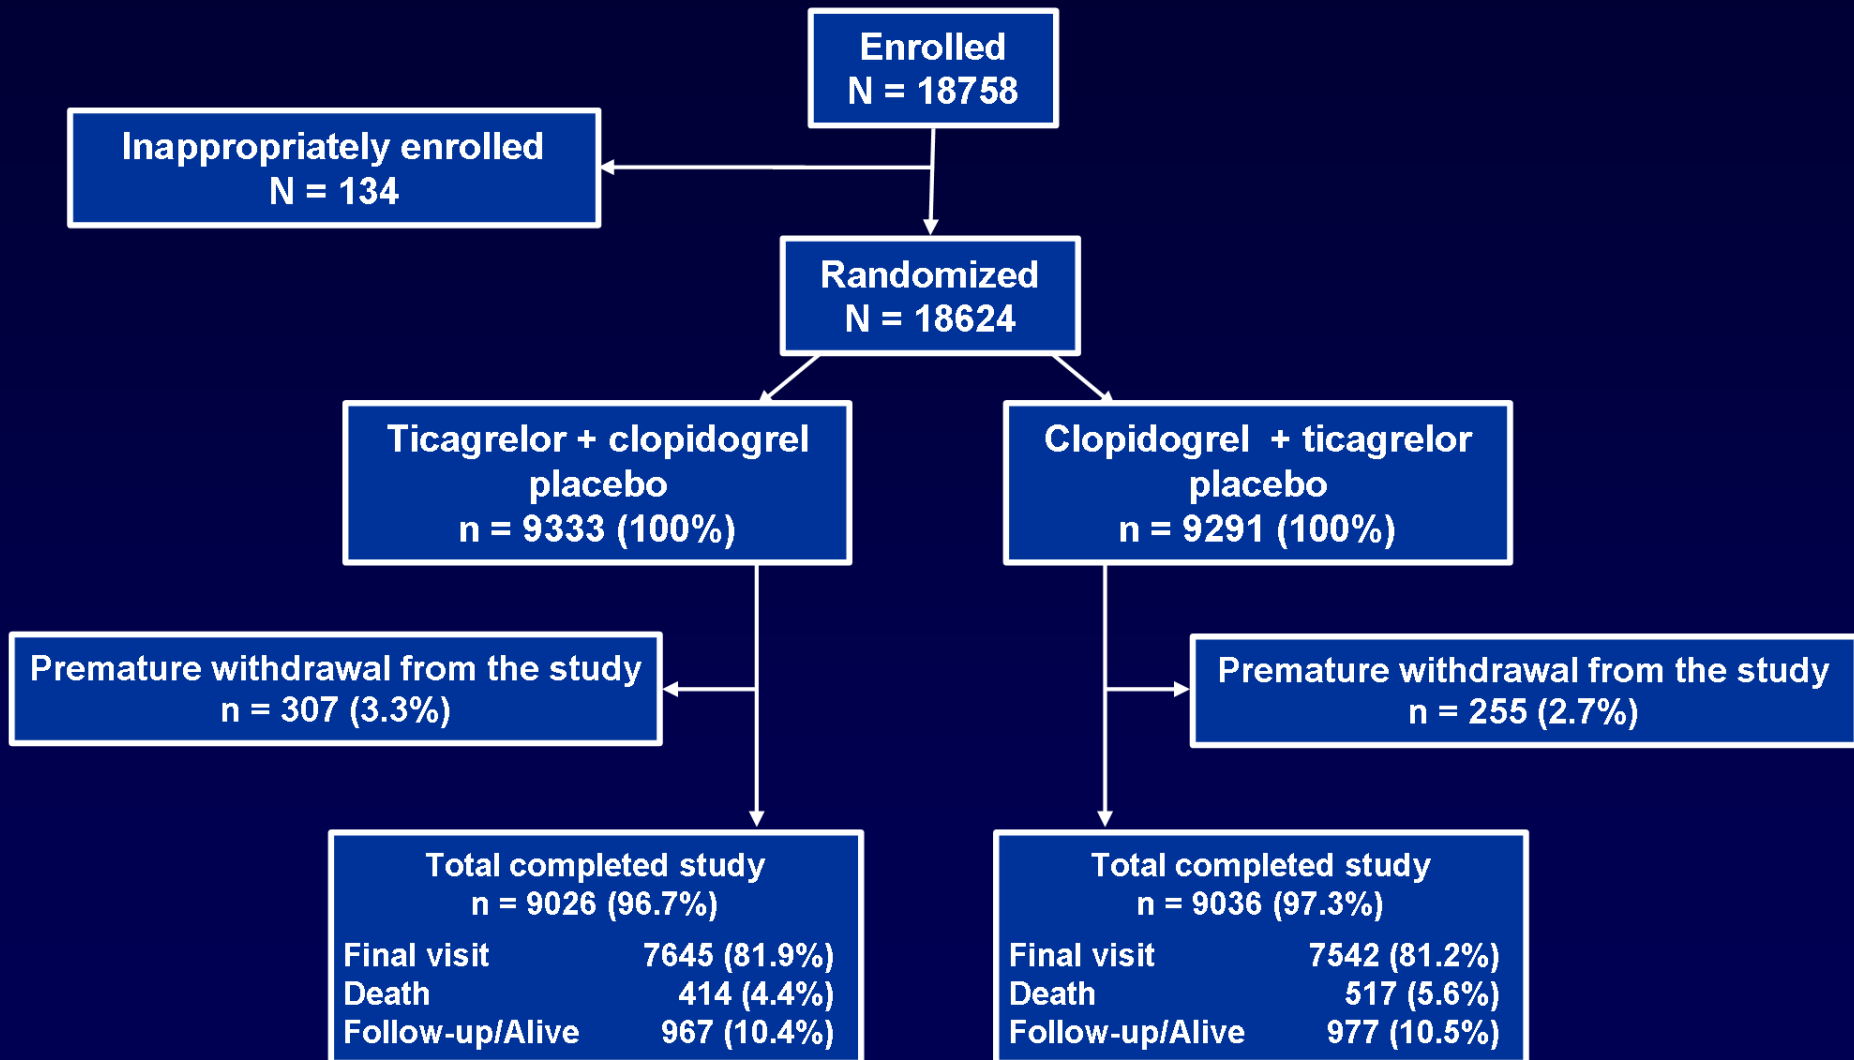 Enrolled
N = 18758
Inappropriately enrolled
N = 134
Randomized
N = 18624
Ticagrelor + clopidogrel
placebo
n = 9333 (100%)
Clopidogrel + ticagrelor
placebo
n = 9291 (100%)
Premature withdrawal from the study
n = 307 (3.3%)
Premature withdrawal from the study
n = 255 (2.7%)
Total completed study
n = 9026 (96.7%)
Final visit 7645 (81.9%)
Death 414 (4.4%)
Follow-up/Alive 967 (10.4%)
Total completed study
n = 9036 (97.3%)
Final visit 7542 (81.2%)
Death 517 (5.6%)
Follow-up/Alive 977 (10.5%)